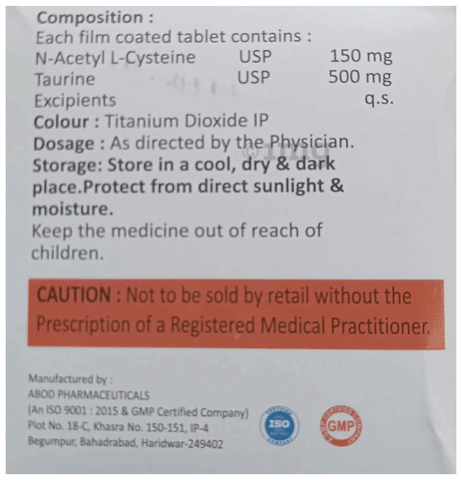 Composition :
Each film coated tablet contains :
N-Acetyl L-Cysteine USP 150 mg
Taurine USP 500 mg
Excipients q.s.
Colour : Titanium Dioxide IP
Dosage : As directed by the Physician.
Storage: Store in a cool, dry & dark
place.Protect from direct sunlight &
moisture.
Keep the medicine out of reach of
children.
CAUTION : Not to be sold by retail without the
Prescription of a Registered Medical Practitioner.
Manufactured by :
ABOD PHARMACEUTICALS
(An ISO 9001 : 2015 & GMP Certified Company)
Plot No. 18-C, Khasra No. 150-151, IP-4
Begumpur, Bahadrabad, Haridwar-249402
ISO
GMP